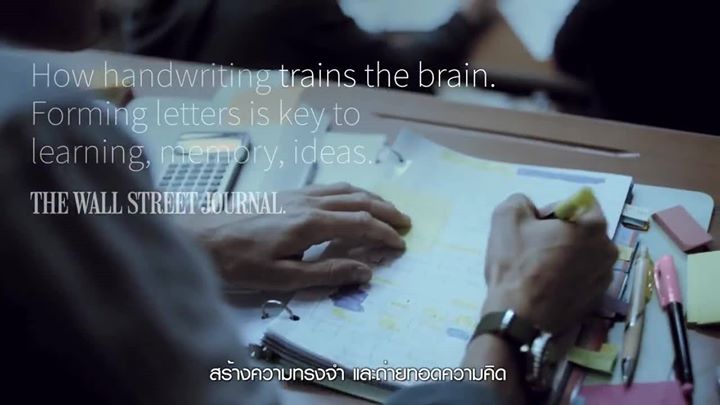 How handwriting trains the brain.
Forming letters is key to
learning, memory, ideas.
THE WALL STREET JOURNAL.
สร้างความทรงจำ และถ่ายทอดความคิด